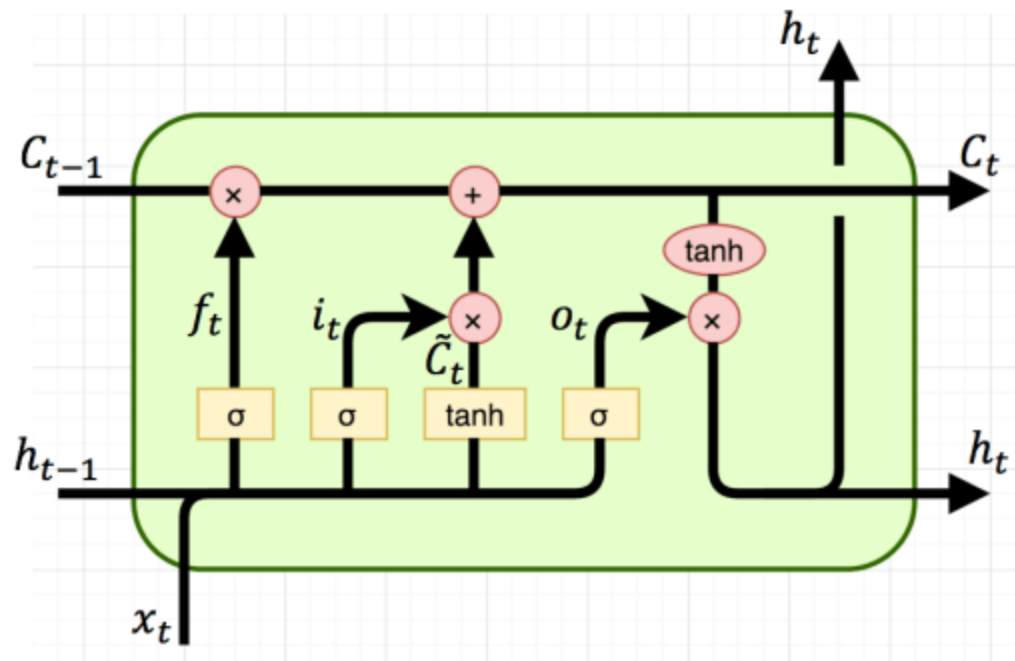 h_t
C_{t-1}
C_t
×
+
tanh
f_t
i_t
×
o_t
×
C̃_t
σ
σ
tanh
σ
h_{t-1}
h_t
x_t